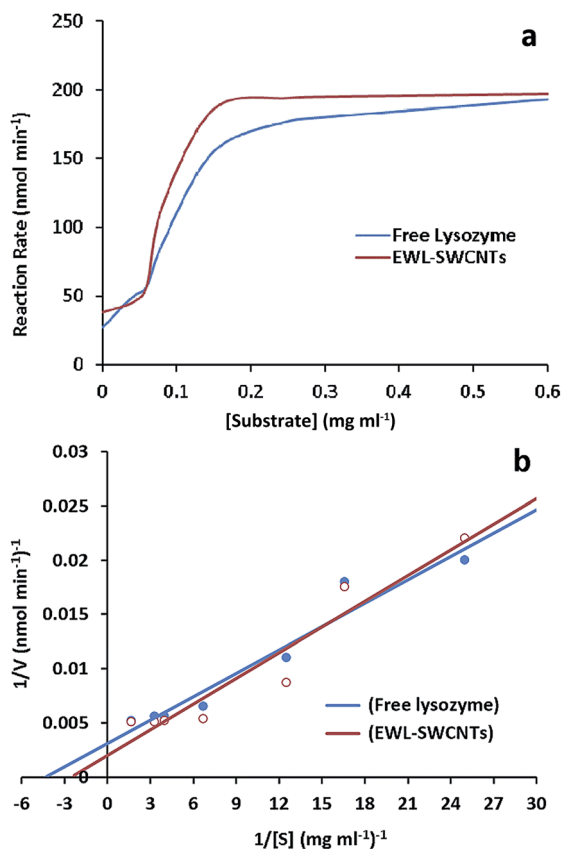 a
250
200
150
100
50
0
Reaction Rate (nmol min-1)
Free Lysozyme
EWL-SWCNTs
0 0.1 0.2 0.3 0.4 0.5 0.6
[Substrate] (mg ml-1)
b
0.03
0.025
0.02
0.015
0.01
0.005
0
1/V (nmol min-1)-1
(Free lysozyme)
(EWL-SWCNTs)
-6 -3 0 3 6 9 12 15 18 21 24 27 30
1/[S] (mg ml-1)-1